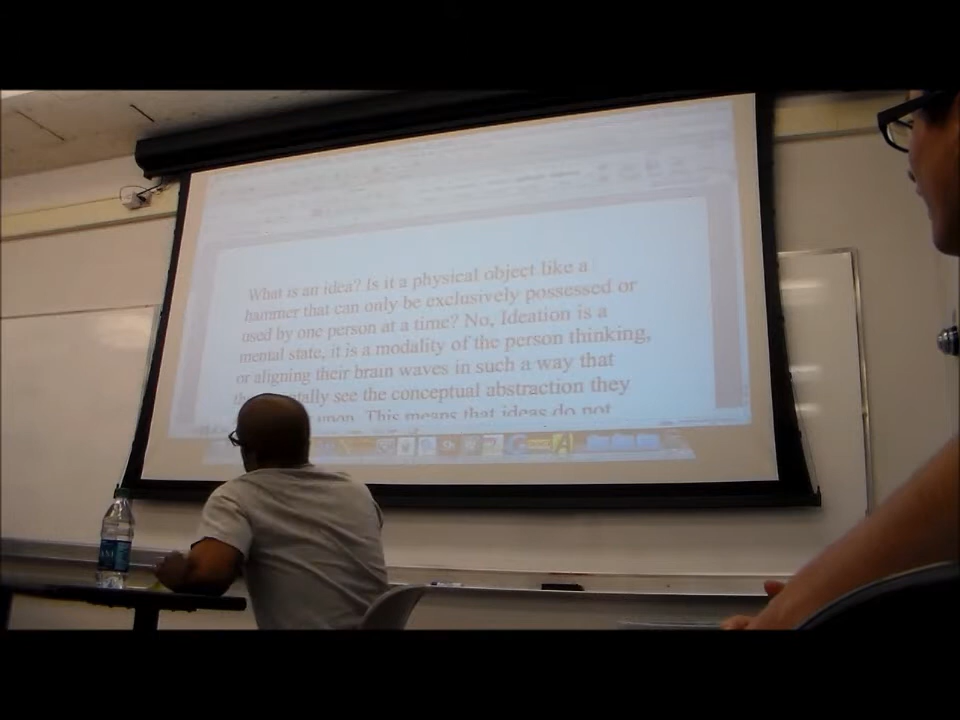 What is an idea? Is it a physical object like a
hammer that can only be exclusively possessed or
used by one person at a time? No, Ideation is a
mental state, it is a modality of the person thinking,
or aligning their brain waves in such a way that
see the conceptual abstraction they
upon. This means that ideas do not